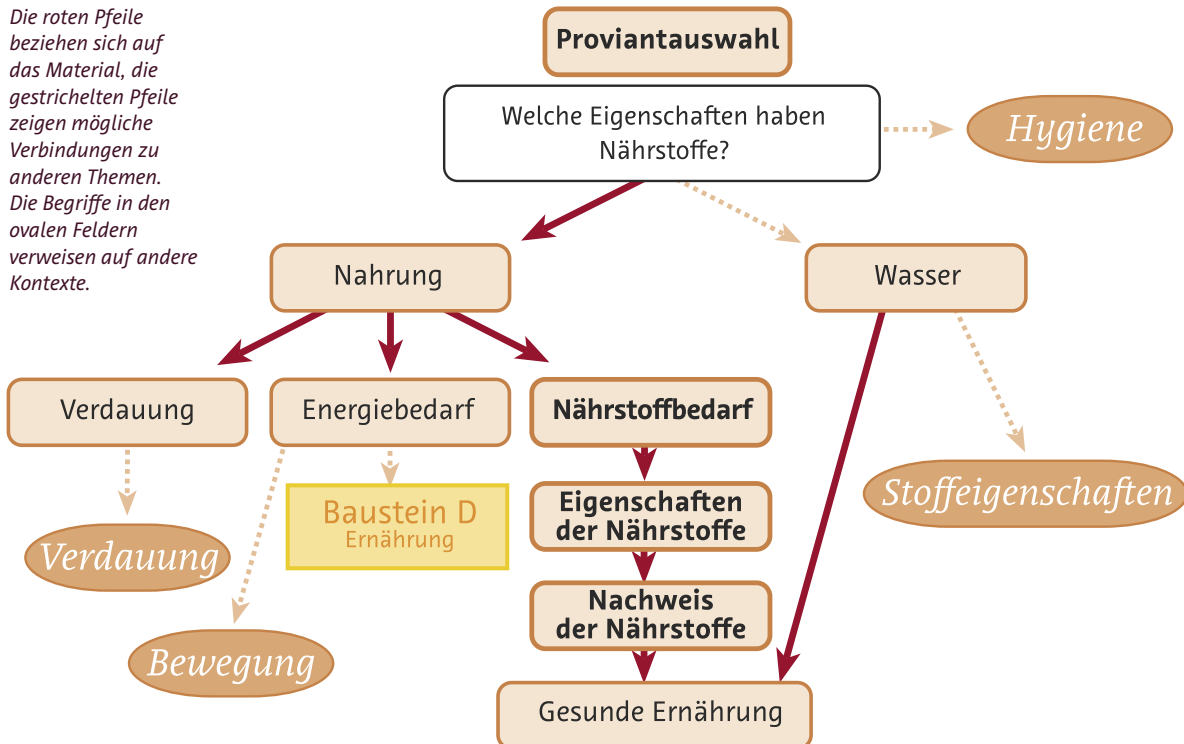 Die roten Pfeile
beziehen sich auf
das Material, die
gestrichelten Pfeile
zeigen mögliche
Verbindungen zu
anderen Themen.
Die Begriffe in den
ovalen Feldern
verweisen auf andere
Kontexte.
Proviantauswahl
Welche Eigenschaften haben
Nährstoffe?
Hygiene
Nahrung
Wasser
Verdauung
Energiebedarf
Nährstoffbedarf
Baustein D
Ernährung
Eigenschaften
der Nährstoffe
Stoffeigenschaften
Verdauung
Nachweis
der Nährstoffe
Bewegung
Gesunde Ernährung